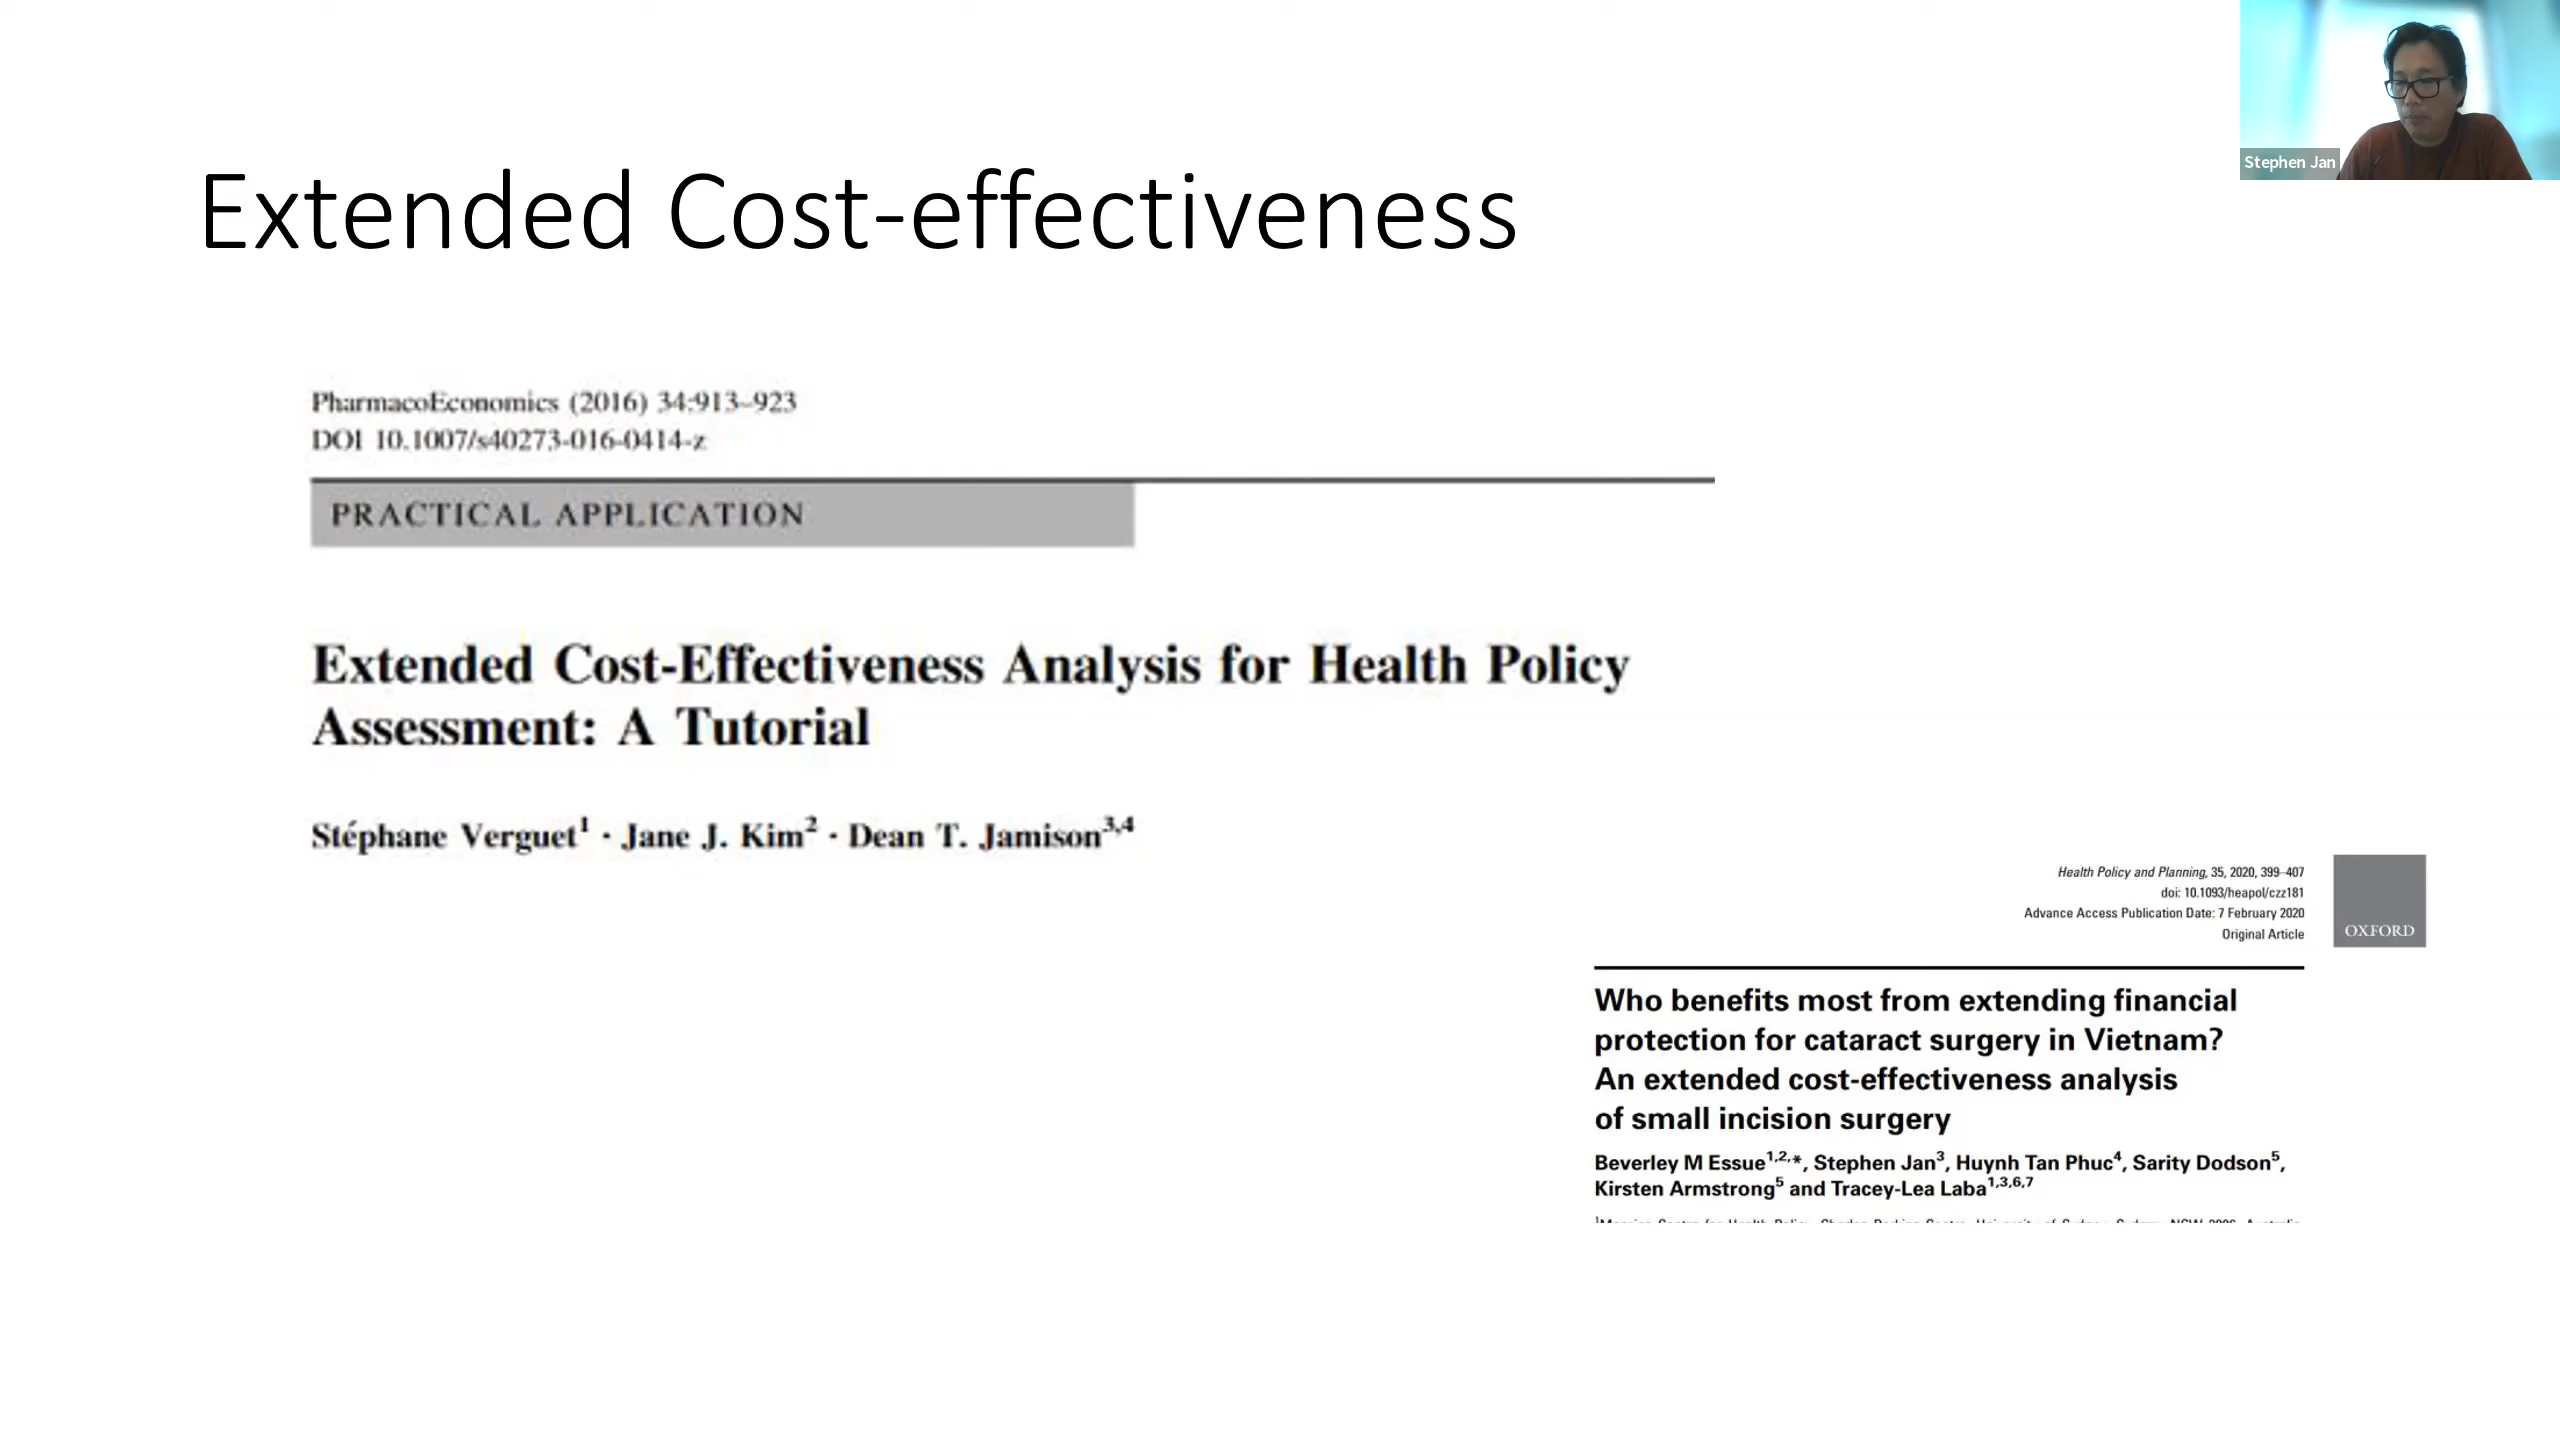 Stephen Jan
Extended Cost-effectiveness
PharmacoEconomics (2016) 34:913–923
DOI 10.1007/s40273-016-0414-z
PRACTICAL APPLICATION
Extended Cost-Effectiveness Analysis for Health Policy
Assessment: A Tutorial
Stéphane Verguet1 · Jane J. Kim2 · Dean T. Jamison3,4
Health Policy and Planning, 35, 2020, 399–407
doi: 10.1093/heapol/czz181
Advance Access Publication Date: 7 February 2020
Original Article
OXFORD
Who benefits most from extending financial
protection for cataract surgery in Vietnam?
An extended cost-effectiveness analysis
of small incision surgery
Beverley M Essue1,2,*, Stephen Jan3, Huynh Tan Phuc4, Sarity Dodson5,
Kirsten Armstrong5 and Tracey-Lea Laba1,3,6,7